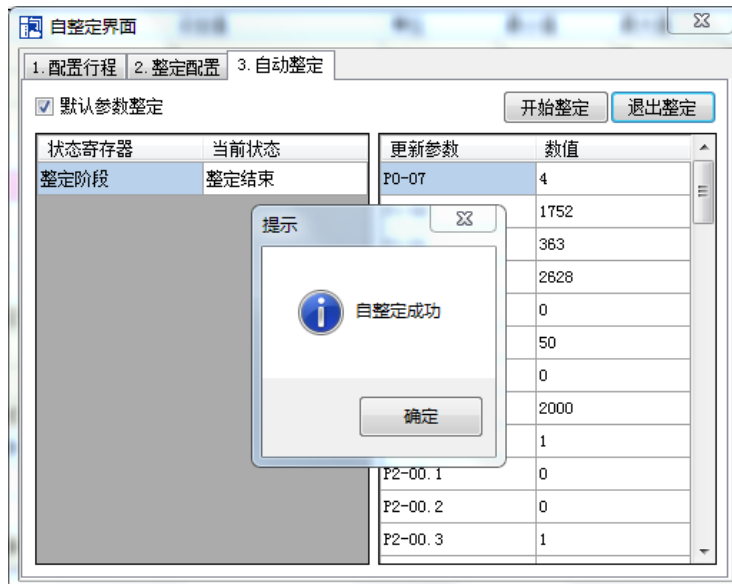 自整定界面
1.配置行程 2.整定配置 3.自动整定
默认参数整定 开始整定 退出整定
状态寄存器 当前状态 更新参数 数值
整定阶段 整定结束 P0-07 4
提示
1752
363
2628
自整定成功
0
50
0
确定
2000
1
P2-00.1 0
P2-00.2 0
P2-00.3 1